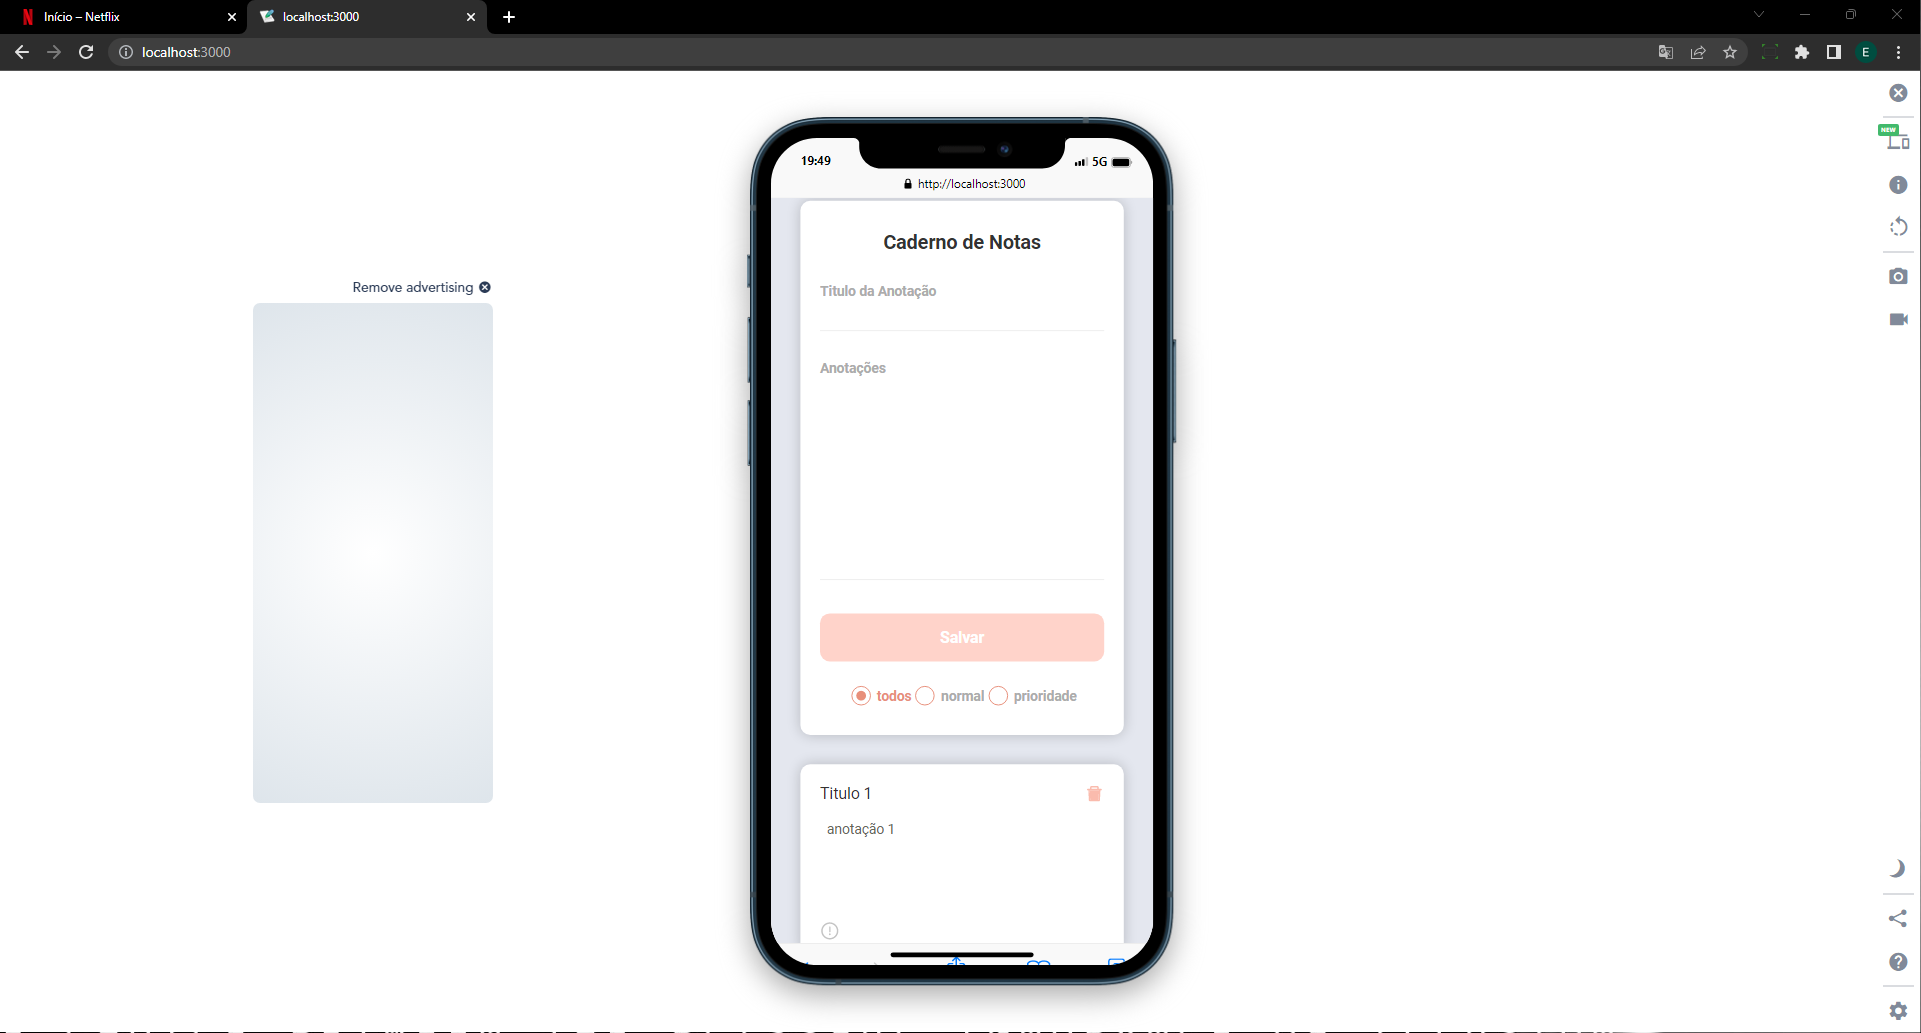 Início – Netflix
localhost:3000
localhost:3000
E
NEW
19:49
5G
http://localhost:3000
Caderno de Notas
Remove advertising
Titulo da Anotação
Anotações
Salvar
todos normal prioridade
Titulo 1
anotação 1